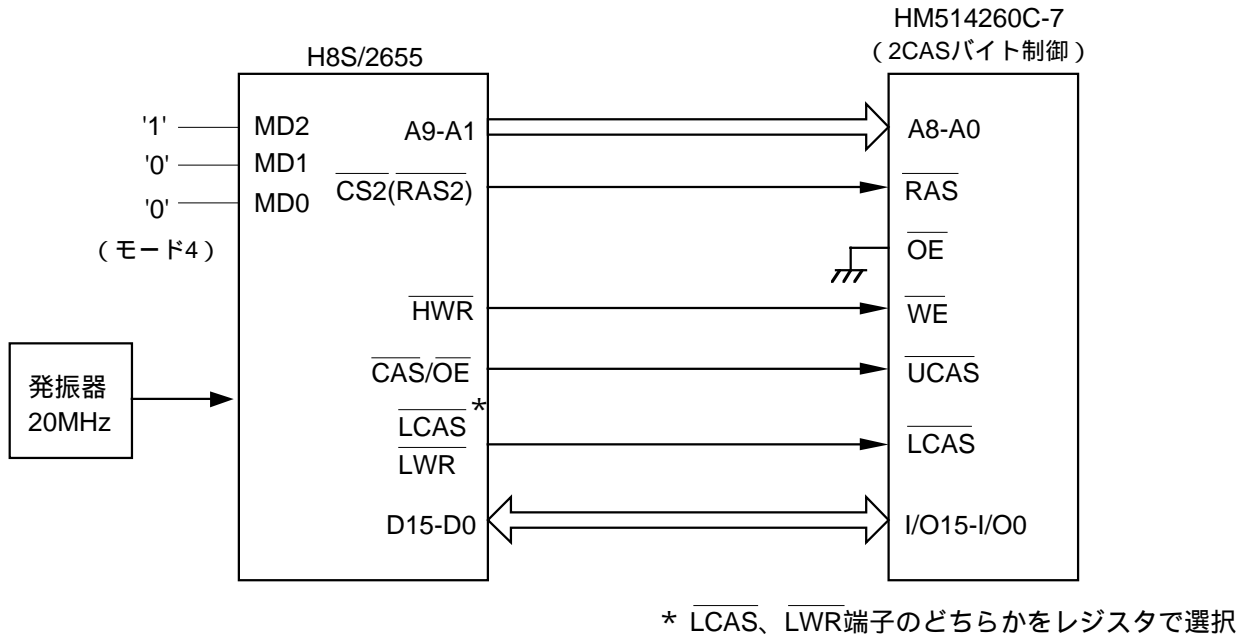 HM514260C-7
(2CASバイト制御)
H8S/2655
'1' MD2 A9-A1 A8-A0
'0' MD1
CS2(RAS2) RAS
'0' MD0
(モード4)
OE
HWR WE
発振器
20MHz
CAS/OE UCAS
LCAS*
LWR
LCAS
D15-D0 I/O15-I/O0
* LCAS、LWR端子のどちらかをレジスタで選択